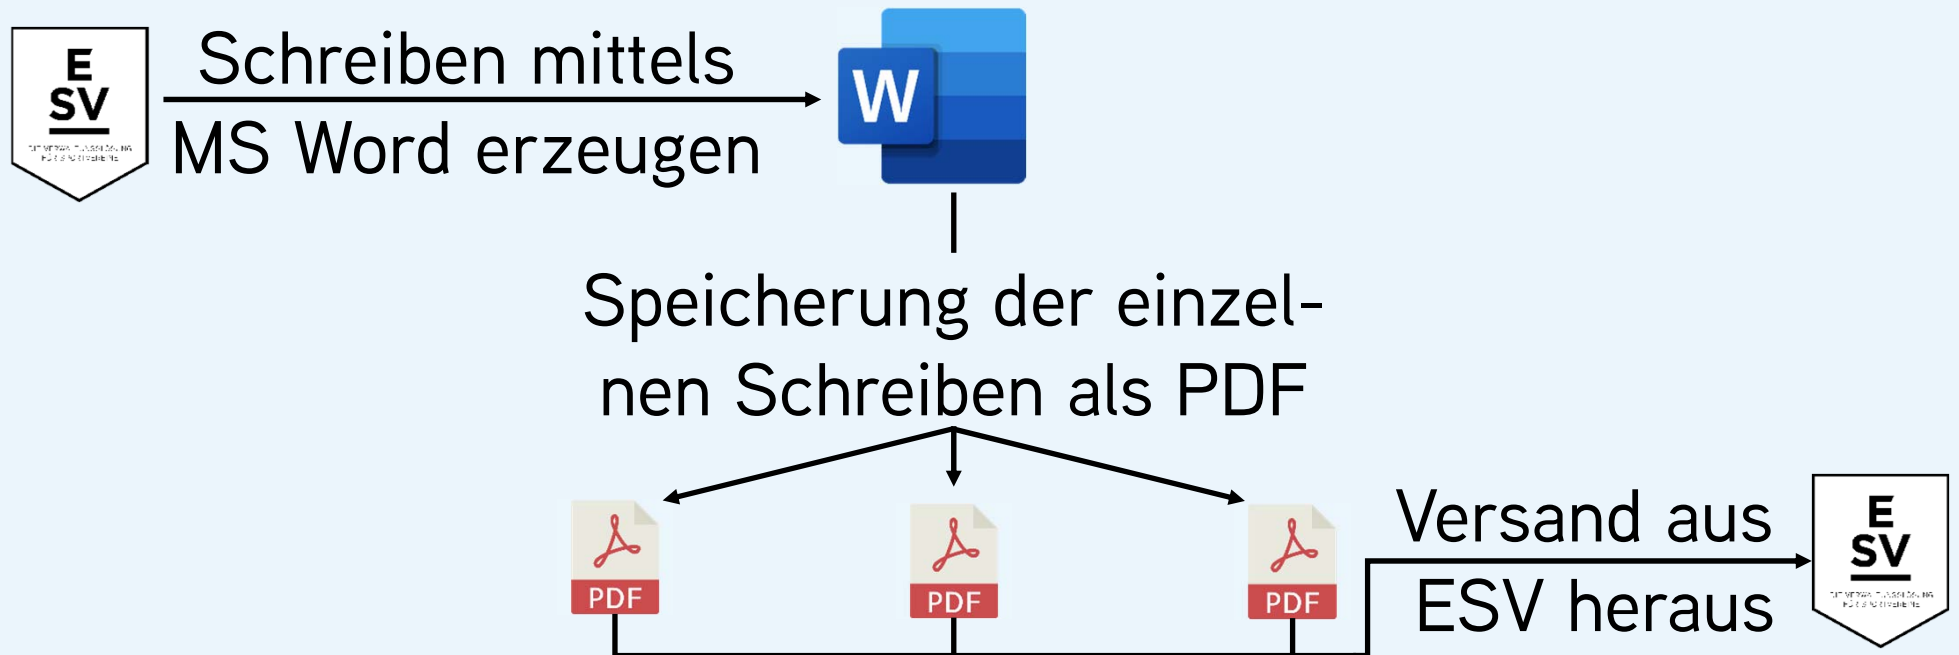 E
SV
Schreiben mittels
MS Word erzeugen
W
Speicherung der einzel-
nen Schreiben als PDF
PDF
PDF
PDF
Versand aus
ESV heraus
E
SV